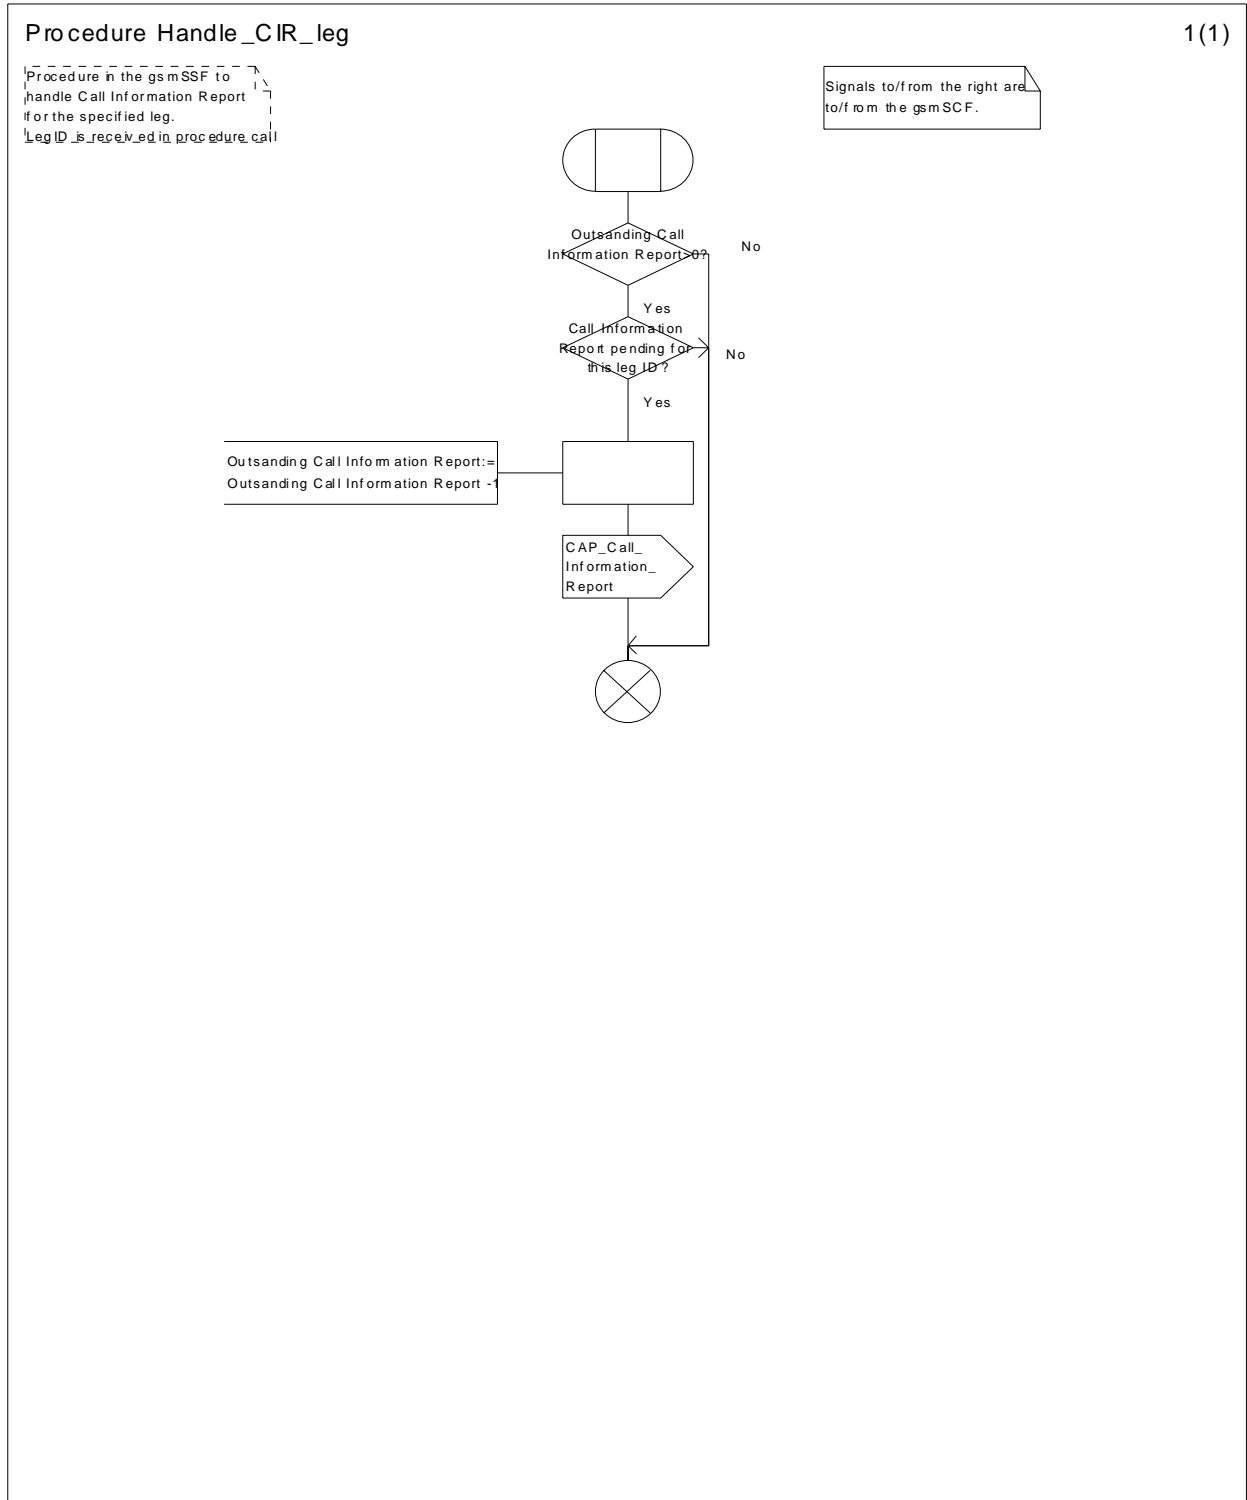 Procedure Handle_CIR_leg
1(1)
Procedure in the gsmSSF to
handle Call Information Report
for the specified leg.
LegID is received in procedure call
Signals to/from the right are
to/from the gsmSCF.
Outsanding Call
Information Report>0?
No
Yes
Call Information
Report pending for
this leg ID?
No
Yes
Outsanding Call Information Report:=
Outsanding Call Information Report -1
CAP_Call_
Information_
Report